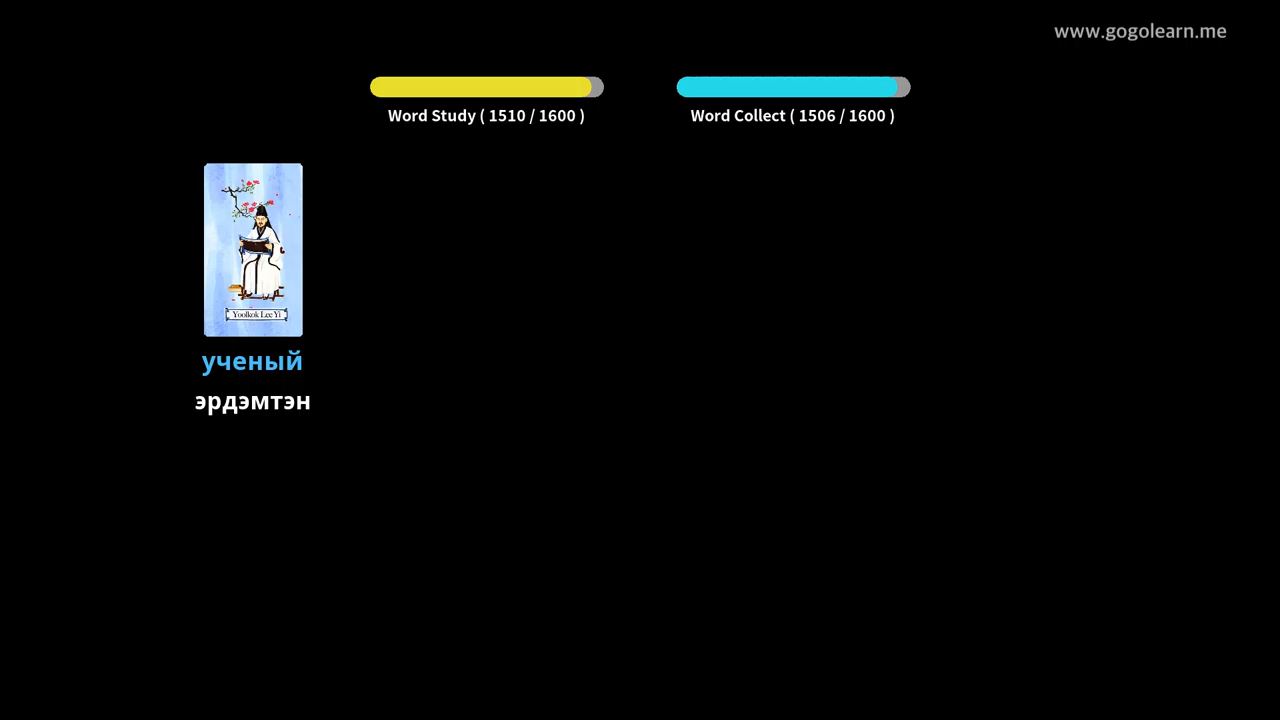 www.gogolearn.me
Word Study ( 1510 / 1600 )
Word Collect ( 1506 / 1600 )
Yoolkok Lee Yi
ученый
эрдэмтэн